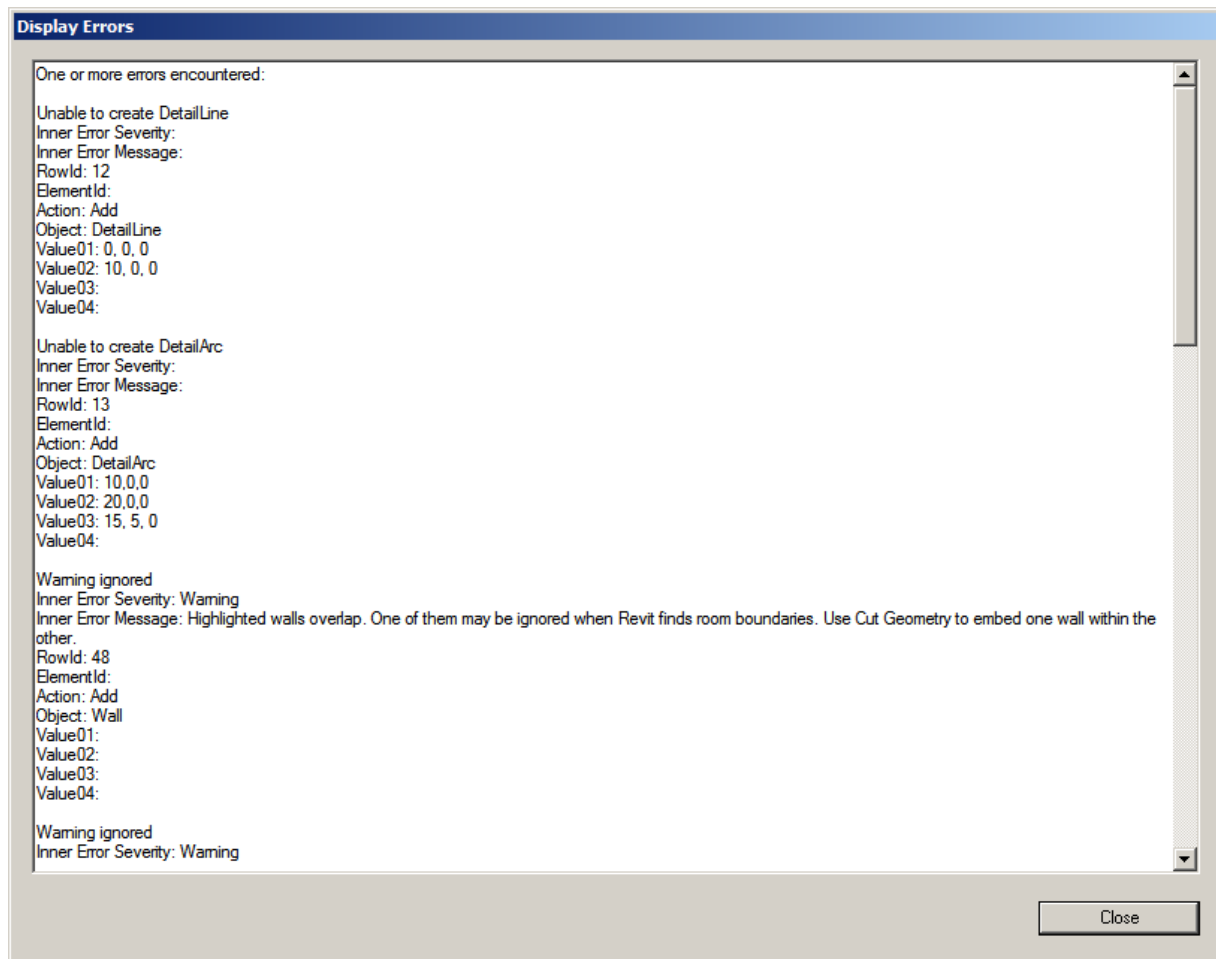 Display Errors
One or more errors encountered:
Unable to create DetailLine
Inner Error Severity:
Inner Error Message:
RowId: 12
ElementId:
Action: Add
Object: DetailLine
Value01: 0, 0, 0
Value02: 10, 0, 0
Value03:
Value04:
Unable to create DetailArc
Inner Error Severity:
Inner Error Message:
RowId: 13
ElementId:
Action: Add
Object: DetailArc
Value01: 10,0,0
Value02: 20,0,0
Value03: 15, 5, 0
Value04:
Warning ignored
Inner Error Severity: Warning
Inner Error Message: Highlighted walls overlap. One of them may be ignored when Revit finds room boundaries. Use Cut Geometry to embed one wall within the
other.
RowId: 48
ElementId:
Action: Add
Object: Wall
Value01:
Value02:
Value03:
Value04:
Warning ignored
Inner Error Severity: Warning
Close